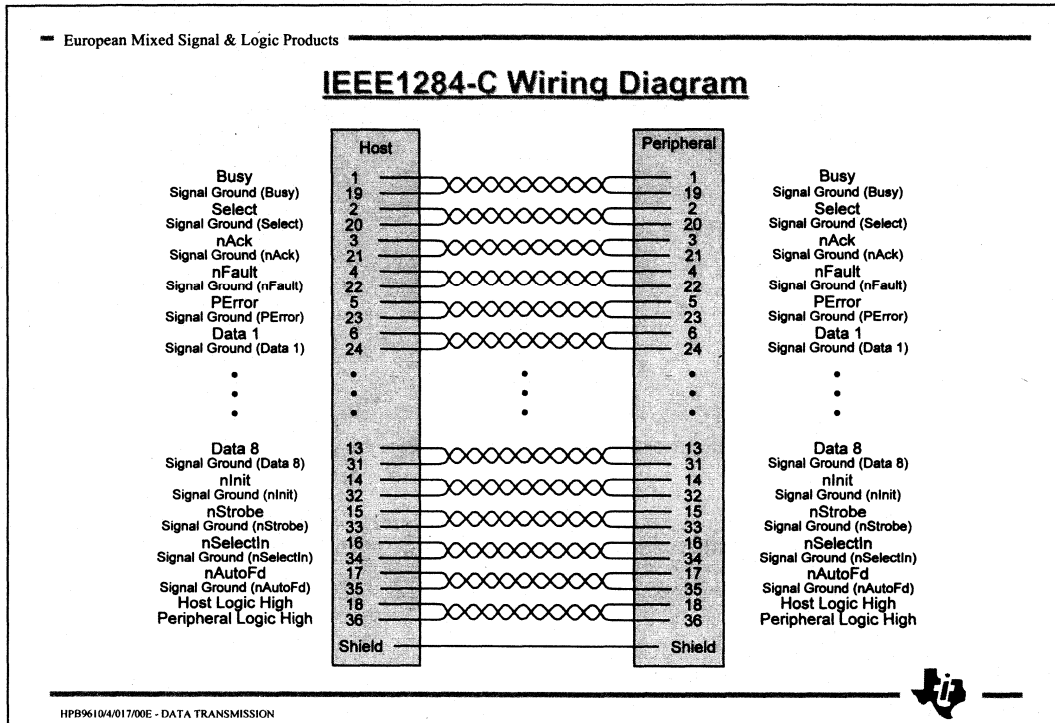 European Mixed Signal & Logic Products
IEEE1284-C Wiring Diagram
Host Peripheral
Busy 1 1 Busy
Signal Ground (Busy) 19 19 Signal Ground (Busy)
Select 2 2 Select
Signal Ground (Select) 20 20 Signal Ground (Select)
nAck 3 3 nAck
Signal Ground (nAck) 21 21 Signal Ground (nAck)
nFault 4 4 nFault
Signal Ground (nFault) 22 22 Signal Ground (nFault)
PError 5 5 PError
Signal Ground (PError) 23 23 Signal Ground (PError)
Data 1 6 6 Data 1
Signal Ground (Data 1) 24 24 Signal Ground (Data 1)
Data 8 13 13 Data 8
Signal Ground (Data 8) 31 31 Signal Ground (Data 8)
nInit 14 14 nInit
Signal Ground (nInit) 32 32 Signal Ground (nInit)
nStrobe 15 15 nStrobe
Signal Ground (nStrobe) 33 33 Signal Ground (nStrobe)
nSelectIn 16 16 nSelectIn
Signal Ground (nSelectIn) 34 34 Signal Ground (nSelectIn)
nAutoFd 17 17 nAutoFd
Signal Ground (nAutoFd) 35 35 Signal Ground (nAutoFd)
Host Logic High 18 18 Host Logic High
Peripheral Logic High 36 36 Peripheral Logic High
Shield Shield
ti
HPB9610/4/017/00E - DATA TRANSMISSION